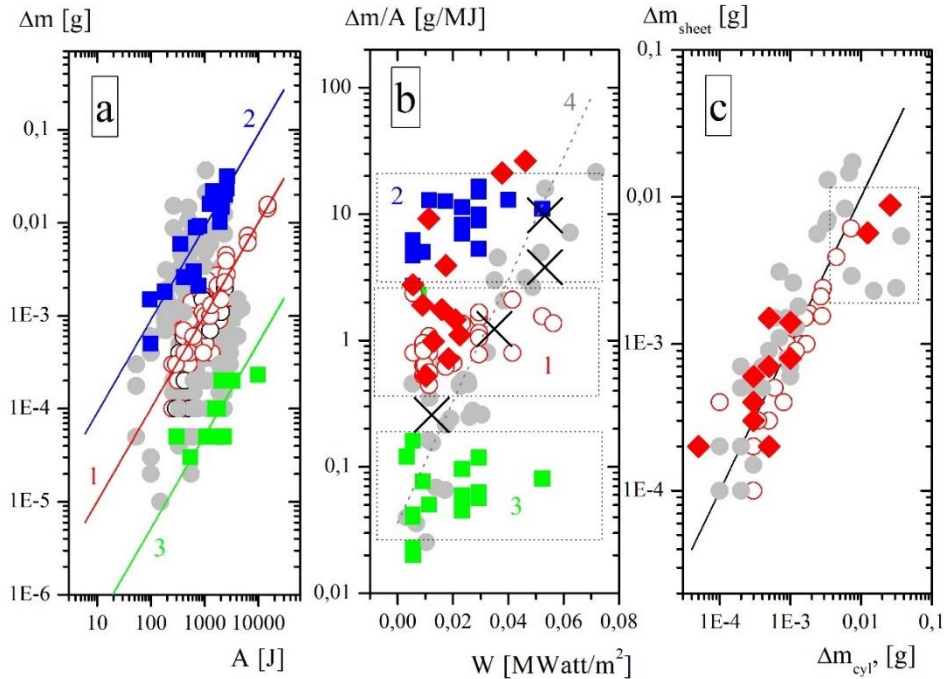 Δm [g]
Δm/A [g/MJ]
Δm_sheet [g]
0,1
0,01
1E-3
1E-4
1E-5
1E-6
a
2
1
3
10 100 1000 10000
A [J]
100
10
1
0,1
0,01
b
4
2
1
3
0,00 0,02 0,04 0,06 0,08
W [MWatt/m²]
0,1
0,01
1E-3
1E-4
c
1E-4 1E-3 0,01 0,1
Δm_cyl, [g]